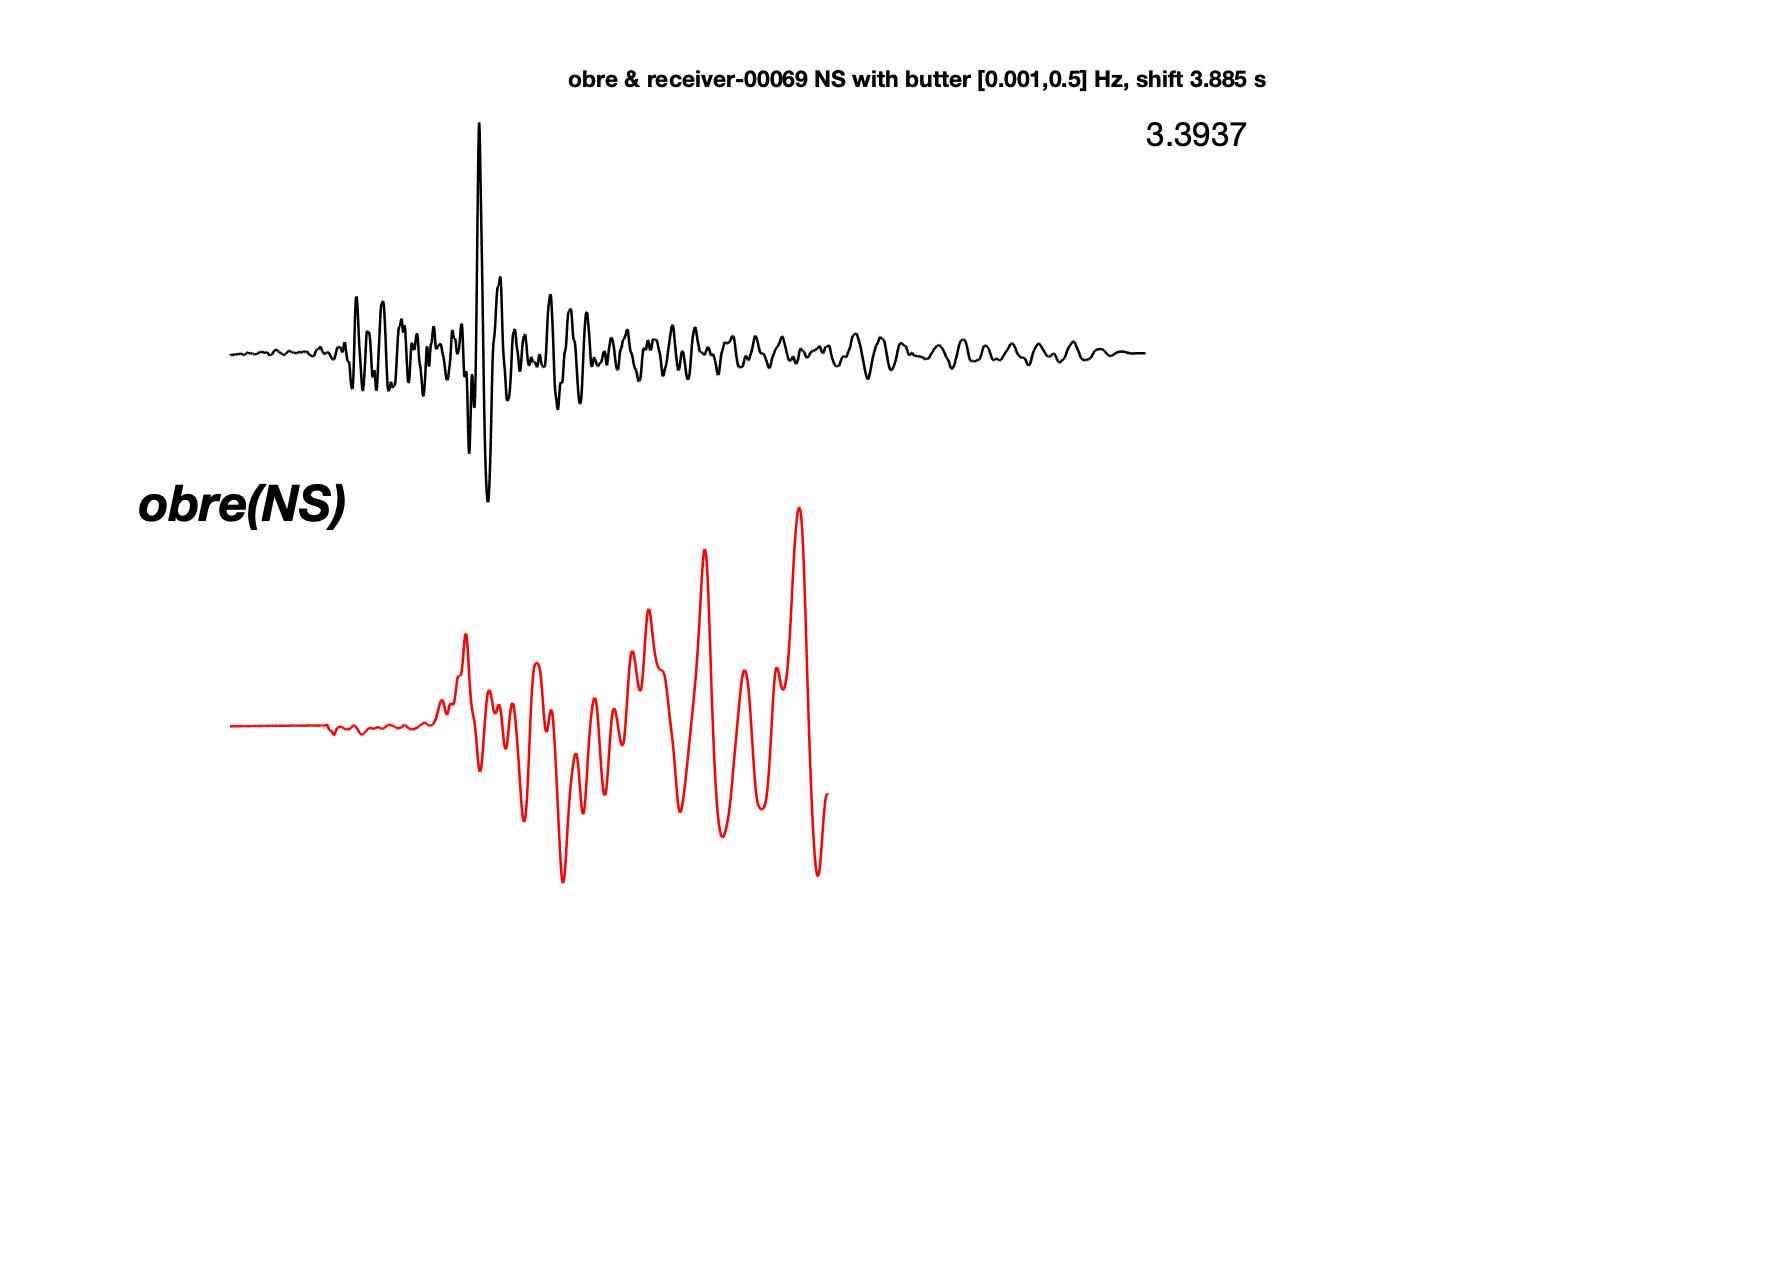 obre & receiver-00069 NS with butter [0.001,0.5] Hz, shift 3.885 s
3.3937
obre(NS)